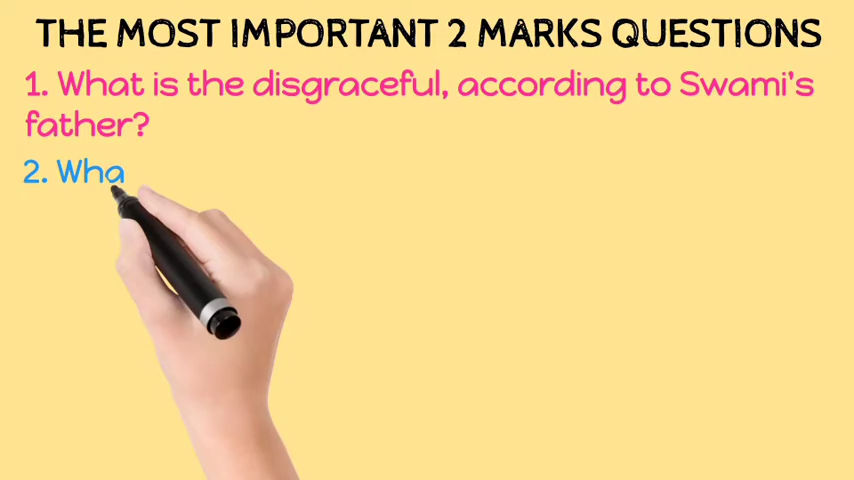 THE MOST IMPORTANT 2 MARKS QUESTIONS
1. What is the disgraceful, according to Swami's
father?
2. Wha